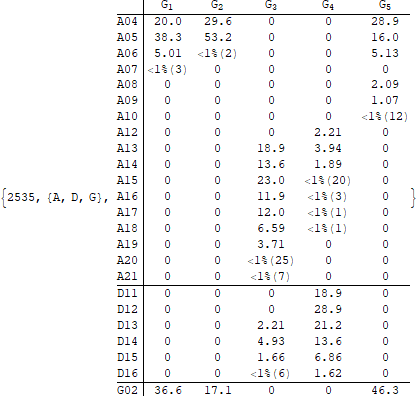 G1 G2 G3 G4 G5
A04 20.0 29.6 0 0 28.9
A05 38.3 53.2 0 0 16.0
A06 5.01 <1%(2) 0 0 5.13
A07 <1%(3) 0 0 0 0
A08 0 0 0 0 2.09
A09 0 0 0 0 1.07
A10 0 0 0 0 <1%(12)
A12 0 0 0 2.21 0
A13 0 0 18.9 3.94 0
A14 0 0 13.6 1.89 0
A15 0 0 23.0 <1%(20) 0
{2535, {A, D, G}, A16 0 0 11.9 <1%(3) 0 }
A17 0 0 12.0 <1%(1) 0
A18 0 0 6.59 <1%(1) 0
A19 0 0 3.71 0 0
A20 0 0 <1%(25) 0 0
A21 0 0 <1%(7) 0 0
D11 0 0 0 18.9 0
D12 0 0 0 28.9 0
D13 0 0 2.21 21.2 0
D14 0 0 4.93 13.6 0
D15 0 0 1.66 6.86 0
D16 0 0 <1%(6) 1.62 0
G02 36.6 17.1 0 0 46.3